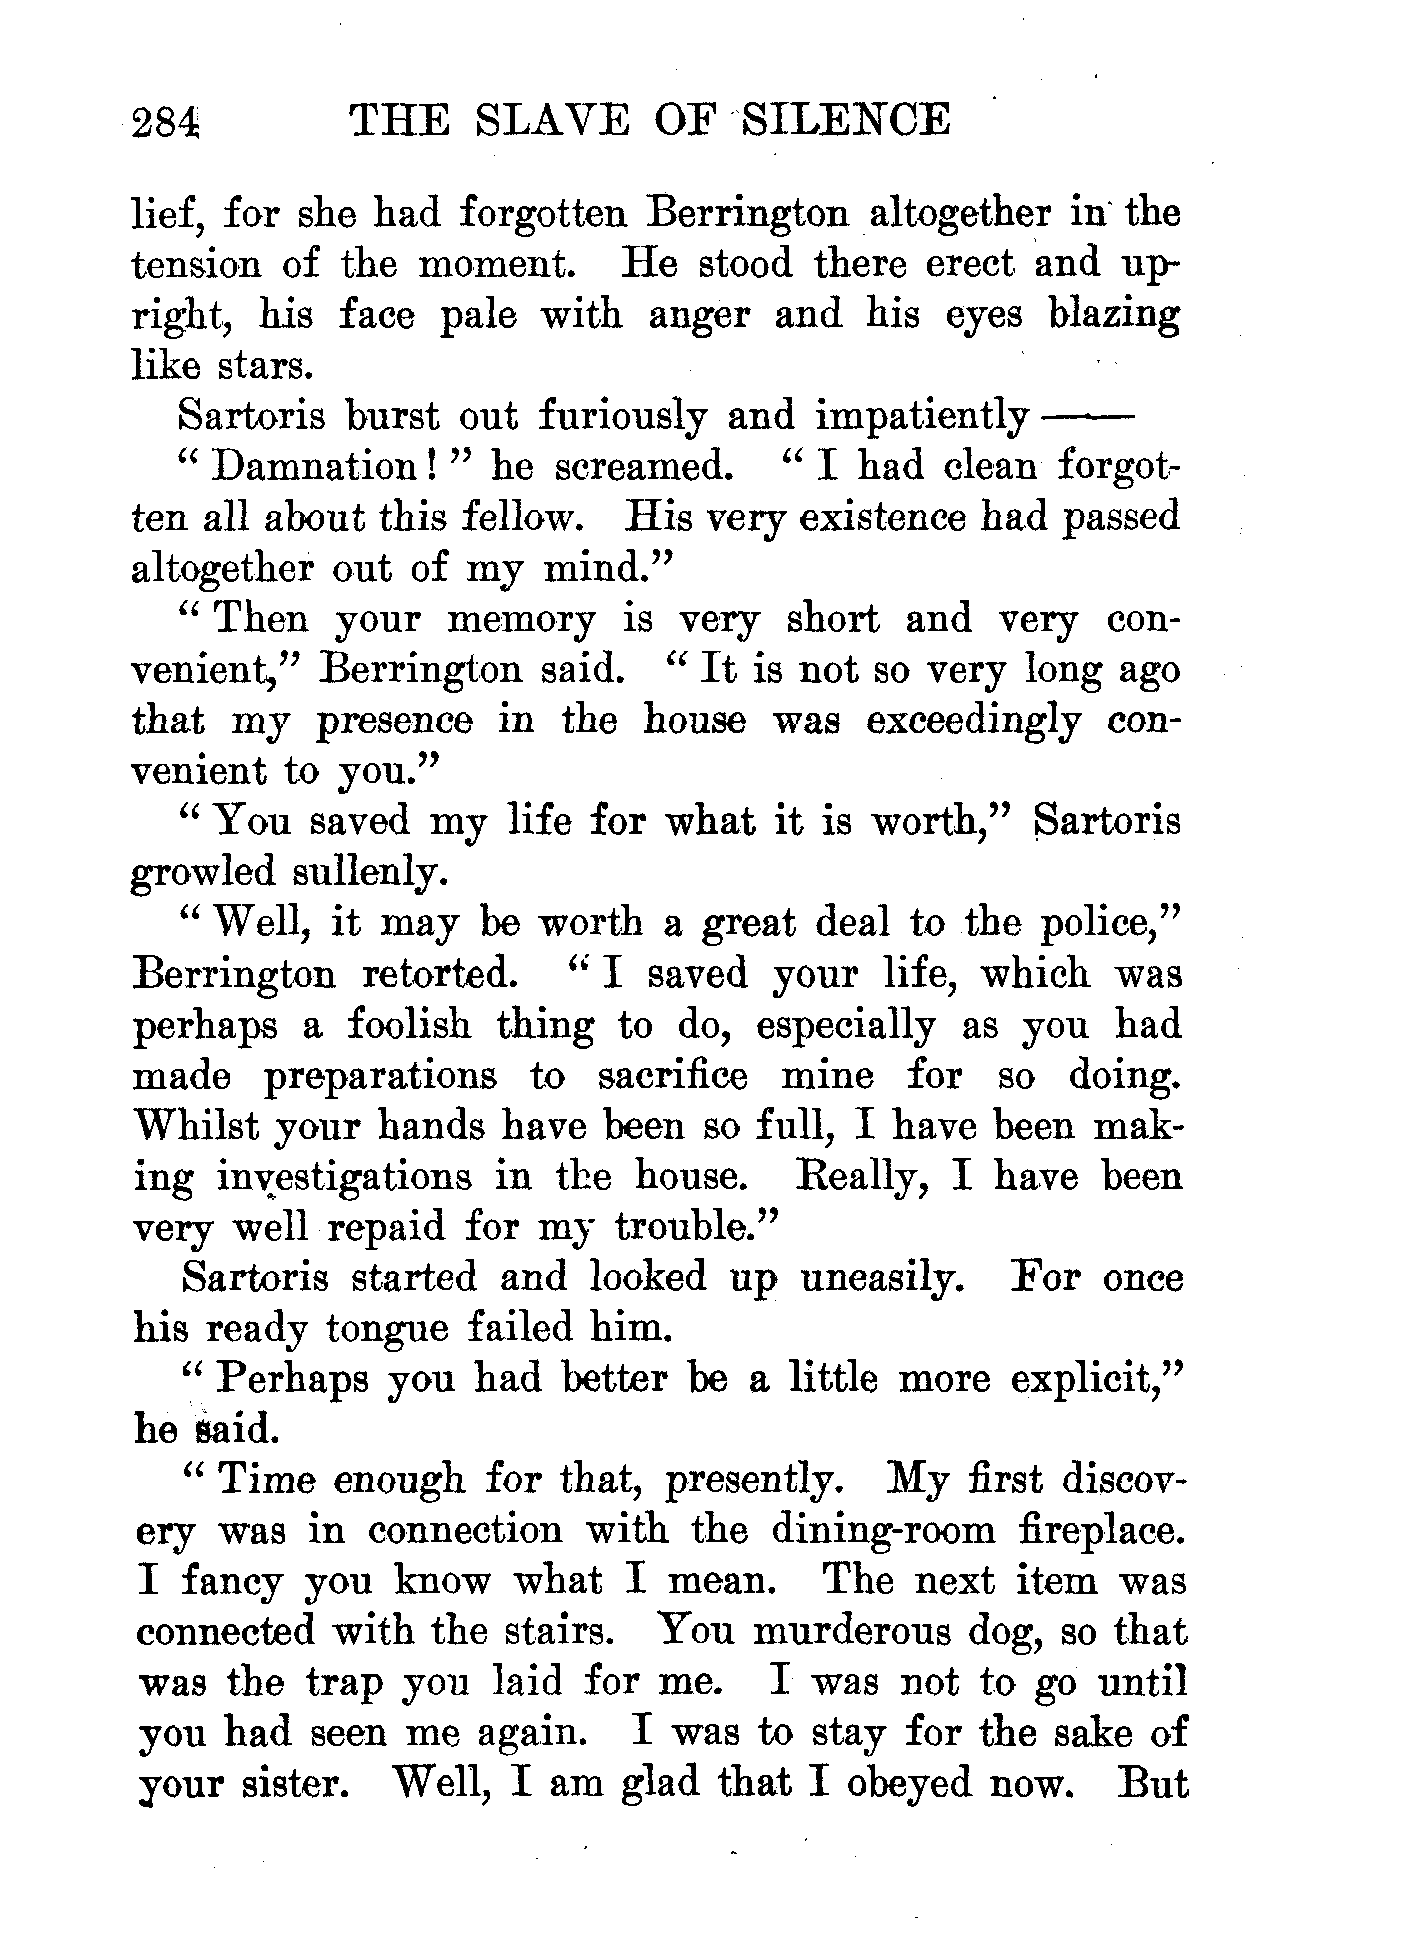 284 THE SLAVE OF SILENCE
lief, for she had forgotten Berrington altogether in the
tension of the moment. He stood there erect and up-
right, his face pale with anger and his eyes blazing
like stars.
Sartoris burst out furiously and impatiently——
“ Damnation! ” he screamed. “ I had clean forgot-
ten all about this fellow. His very existence had passed
altogether out of my mind.”
“ Then your memory is very short and very con-
venient,” Berrington said. “ It is not so very long ago
that my presence in the house was exceedingly con-
venient to you.”
“ You saved my life for what it is worth,” Sartoris
growled sullenly.
“ Well, it may be worth a great deal to the police,”
Berrington retorted. “ I saved your life, which was
perhaps a foolish thing to do, especially as you had
made preparations to sacrifice mine for so doing.
Whilst your hands have been so full, I have been mak-
ing investigations in the house. Really, I have been
very well repaid for my trouble.”
Sartoris started and looked up uneasily. For once
his ready tongue failed him.
“ Perhaps you had better be a little more explicit,”
he said.
“ Time enough for that, presently. My first discov-
ery was in connection with the dining-room fireplace.
I fancy you know what I mean. The next item was
connected with the stairs. You murderous dog, so that
was the trap you laid for me. I was not to go until
you had seen me again. I was to stay for the sake of
your sister. Well, I am glad that I obeyed now. But